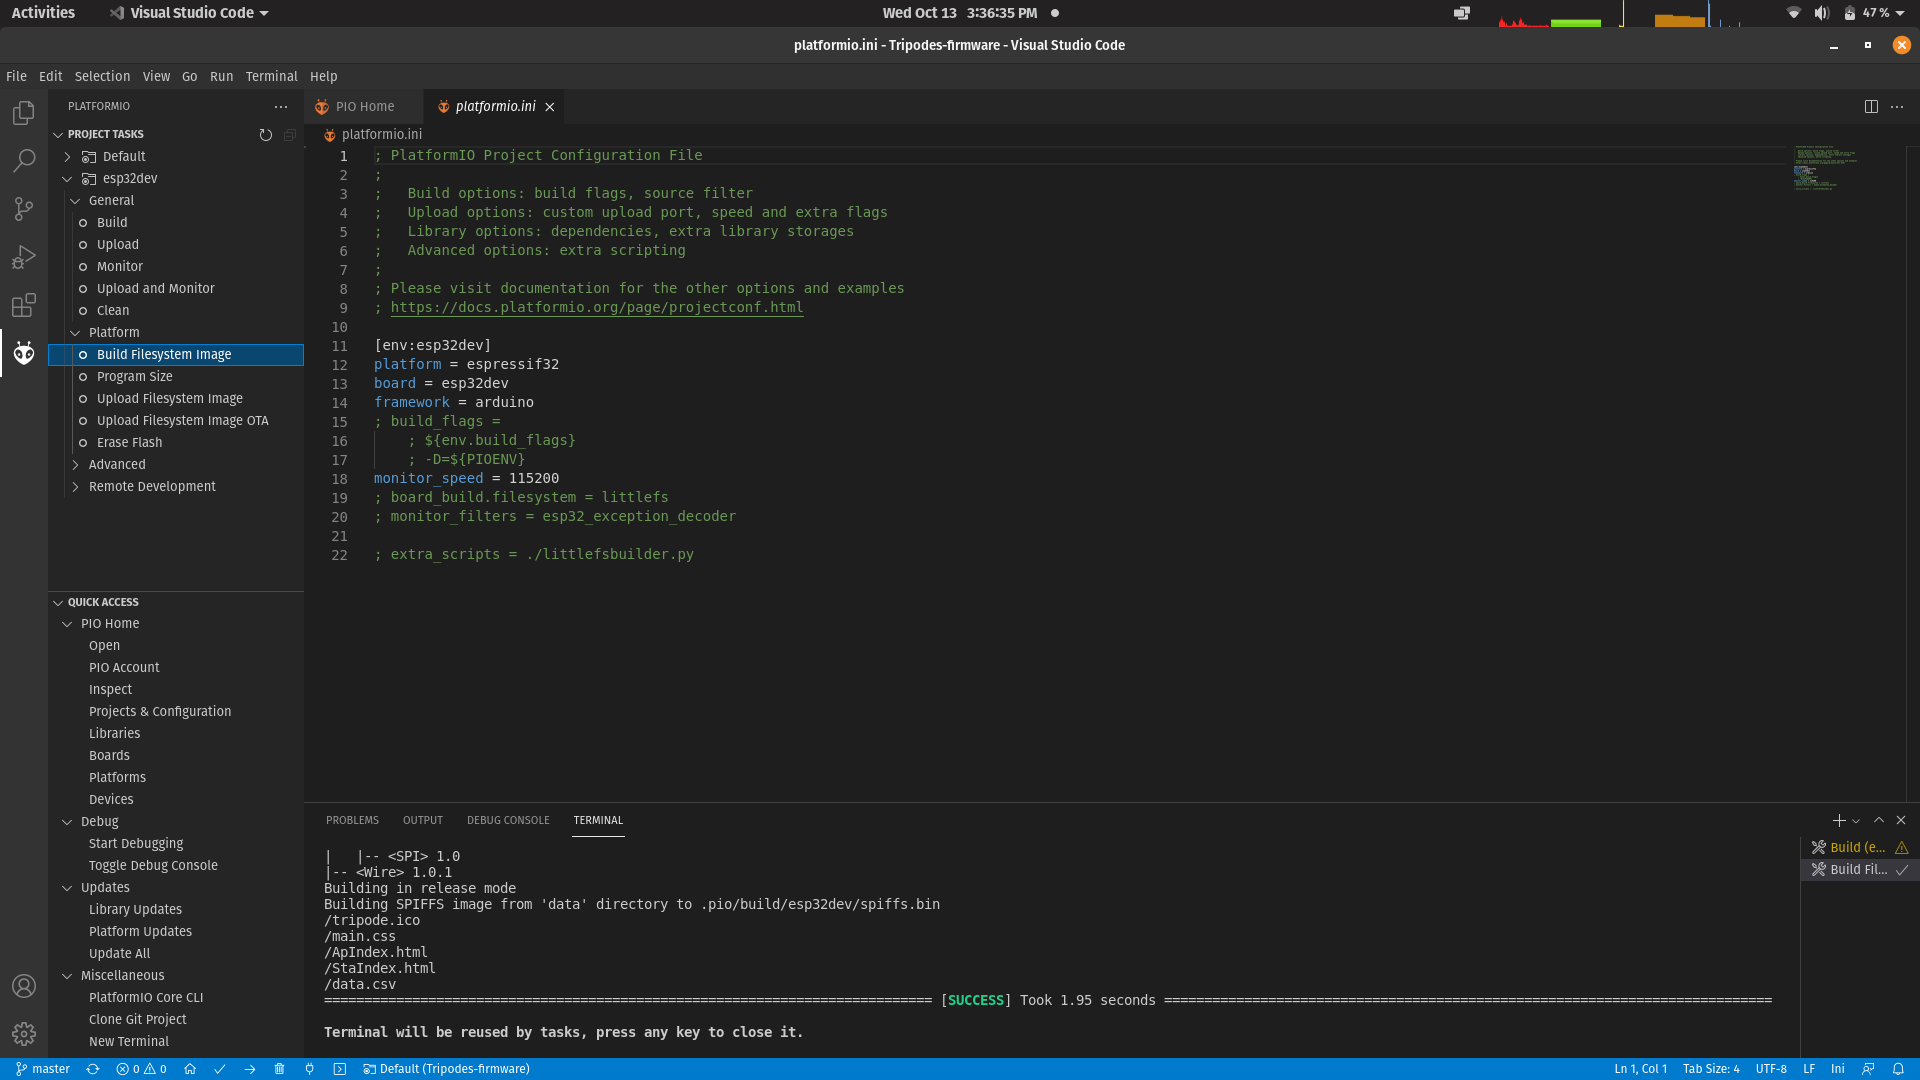 Activities
Visual Studio Code
Wed Oct 13 3:36:35 PM
47 %
platformio.ini - Tripodes-firmware - Visual Studio Code
File Edit Selection View Go Run Terminal Help
PLATFORMIO
PROJECT TASKS
Default
esp32dev
General
Build
Upload
Monitor
Upload and Monitor
Clean
Platform
Build Filesystem Image
Program Size
Upload Filesystem Image
Upload Filesystem Image OTA
Erase Flash
Advanced
Remote Development
QUICK ACCESS
PIO Home
Open
PIO Account
Inspect
Projects & Configuration
Libraries
Boards
Platforms
Devices
Debug
Start Debugging
Toggle Debug Console
Updates
Library Updates
Platform Updates
Update All
Miscellaneous
PlatformIO Core CLI
Clone Git Project
New Terminal
PIO Home
platformio.ini
platformio.ini
1 ; PlatformIO Project Configuration File
2 ;
3 ;   Build options: build flags, source filter
4 ;   Upload options: custom upload port, speed and extra flags
5 ;   Library options: dependencies, extra library storages
6 ;   Advanced options: extra scripting
7 ;
8 ; Please visit documentation for the other options and examples
9 ; https://docs.platformio.org/page/projectconf.html
10
11 [env:esp32dev]
12 platform = espressif32
13 board = esp32dev
14 framework = arduino
15 ; build_flags =
16     ; ${env.build_flags}
17     ; -D=${PIOENV}
18 monitor_speed = 115200
19 ; board_build.filesystem = littlefs
20 ; monitor_filters = esp32_exception_decoder
21
22 ; extra_scripts = ./littlefsbuilder.py
PROBLEMS OUTPUT DEBUG CONSOLE TERMINAL
|   |-- <SPI> 1.0
|-- <Wire> 1.0.1
Building in release mode
Building SPIFFS image from 'data' directory to .pio/build/esp32dev/spiffs.bin
/tripode.ico
/main.css
/ApIndex.html
/StaIndex.html
/data.csv
============================================================================ [SUCCESS] Took 1.95 seconds ============================================================================
Terminal will be reused by tasks, press any key to close it.
Build (e...
Build Fil...
master
0 0
Default (Tripodes-firmware)
Ln 1, Col 1
Tab Size: 4
UTF-8
LF
Ini